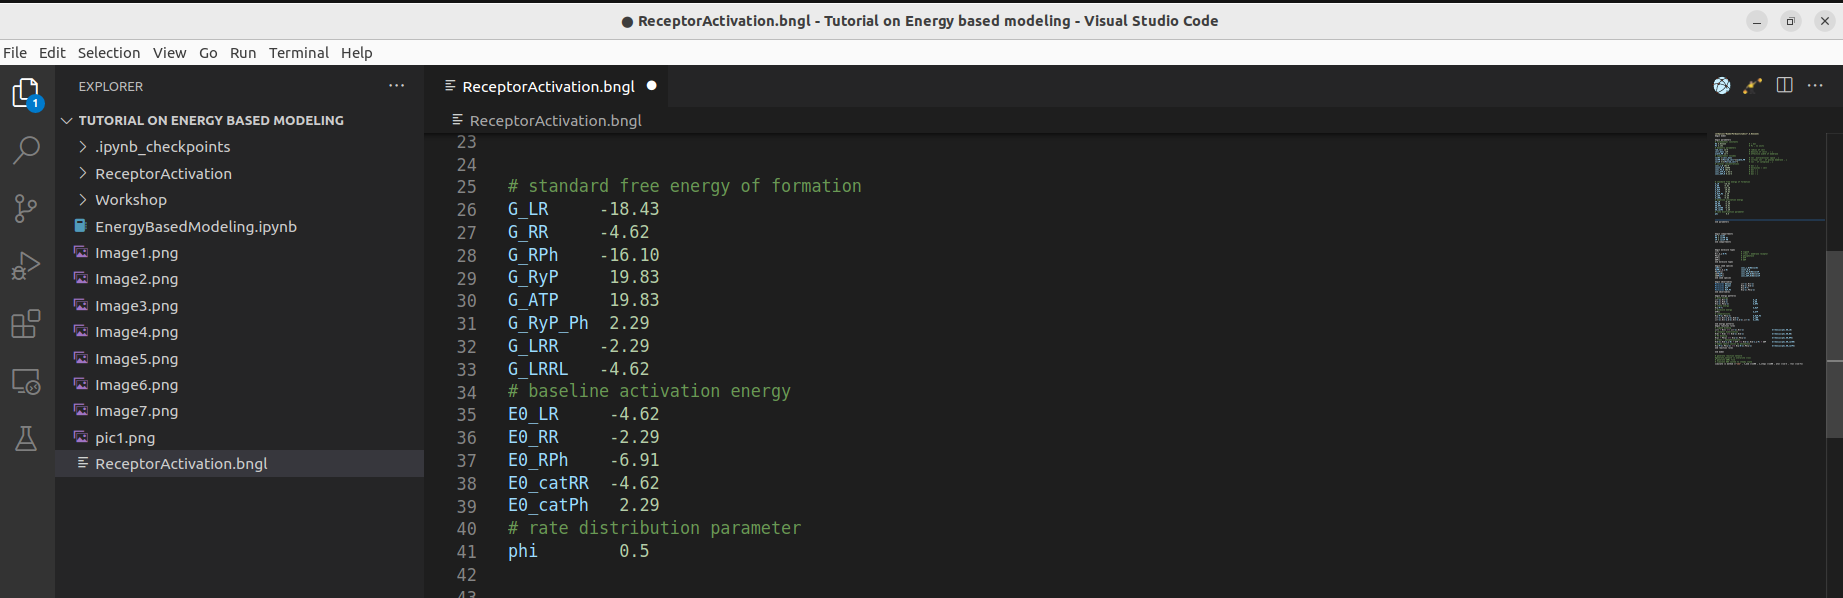 ● ReceptorActivation.bngl - Tutorial on Energy based modeling - Visual Studio Code
File Edit Selection View Go Run Terminal Help
EXPLORER
1
TUTORIAL ON ENERGY BASED MODELING
.ipynb_checkpoints
ReceptorActivation
Workshop
EnergyBasedModeling.ipynb
Image1.png
Image2.png
Image3.png
Image4.png
Image5.png
Image6.png
Image7.png
pic1.png
ReceptorActivation.bngl
ReceptorActivation.bngl ●
ReceptorActivation.bngl
23
24
25 # standard free energy of formation
26 G_LR -18.43
27 G_RR -4.62
28 G_RPh -16.10
29 G_RyP 19.83
30 G_ATP 19.83
31 G_RyP_Ph 2.29
32 G_LRR -2.29
33 G_LRRL -4.62
34 # baseline activation energy
35 E0_LR -4.62
36 E0_RR -2.29
37 E0_RPh -6.91
38 E0_catRR -4.62
39 E0_catPh 2.29
40 # rate distribution parameter
41 phi 0.5
42
43